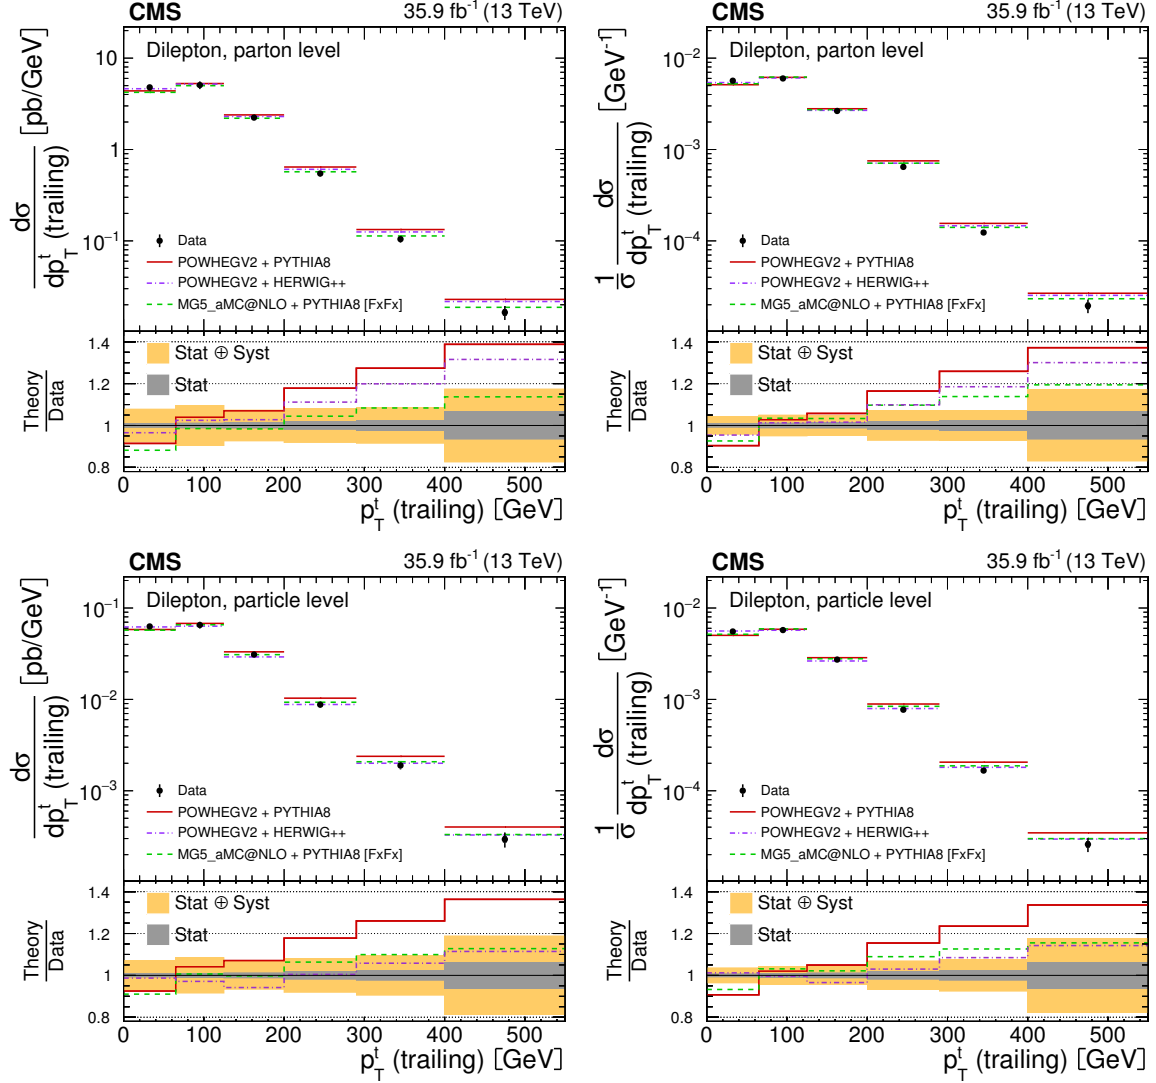 CMS 35.9 fb⁻¹ (13 TeV)
Dilepton, parton level
dσ/dp_T^t (trailing) [pb/GeV]
10
1
10⁻¹
Data
POWHEGV2 + PYTHIA8
POWHEGV2 + HERWIG++
MG5_aMC@NLO + PYTHIA8 [FxFx]
Theory/Data
1.4
1.2
1
0.8
Stat ⊕ Syst
Stat
0 100 200 300 400 500
p_T^t (trailing) [GeV]
CMS 35.9 fb⁻¹ (13 TeV)
Dilepton, parton level
1/σ dσ/dp_T^t (trailing) [GeV⁻¹]
10⁻²
10⁻³
10⁻⁴
Data
POWHEGV2 + PYTHIA8
POWHEGV2 + HERWIG++
MG5_aMC@NLO + PYTHIA8 [FxFx]
Theory/Data
1.4
1.2
1
0.8
Stat ⊕ Syst
Stat
0 100 200 300 400 500
p_T^t (trailing) [GeV]
CMS 35.9 fb⁻¹ (13 TeV)
Dilepton, particle level
dσ/dp_T^t (trailing) [pb/GeV]
10⁻¹
10⁻²
10⁻³
Data
POWHEGV2 + PYTHIA8
POWHEGV2 + HERWIG++
MG5_aMC@NLO + PYTHIA8 [FxFx]
Theory/Data
1.4
1.2
1
0.8
Stat ⊕ Syst
Stat
0 100 200 300 400 500
p_T^t (trailing) [GeV]
CMS 35.9 fb⁻¹ (13 TeV)
Dilepton, particle level
1/σ dσ/dp_T^t (trailing) [GeV⁻¹]
10⁻²
10⁻³
10⁻⁴
Data
POWHEGV2 + PYTHIA8
POWHEGV2 + HERWIG++
MG5_aMC@NLO + PYTHIA8 [FxFx]
Theory/Data
1.4
1.2
1
0.8
Stat ⊕ Syst
Stat
0 100 200 300 400 500
p_T^t (trailing) [GeV]